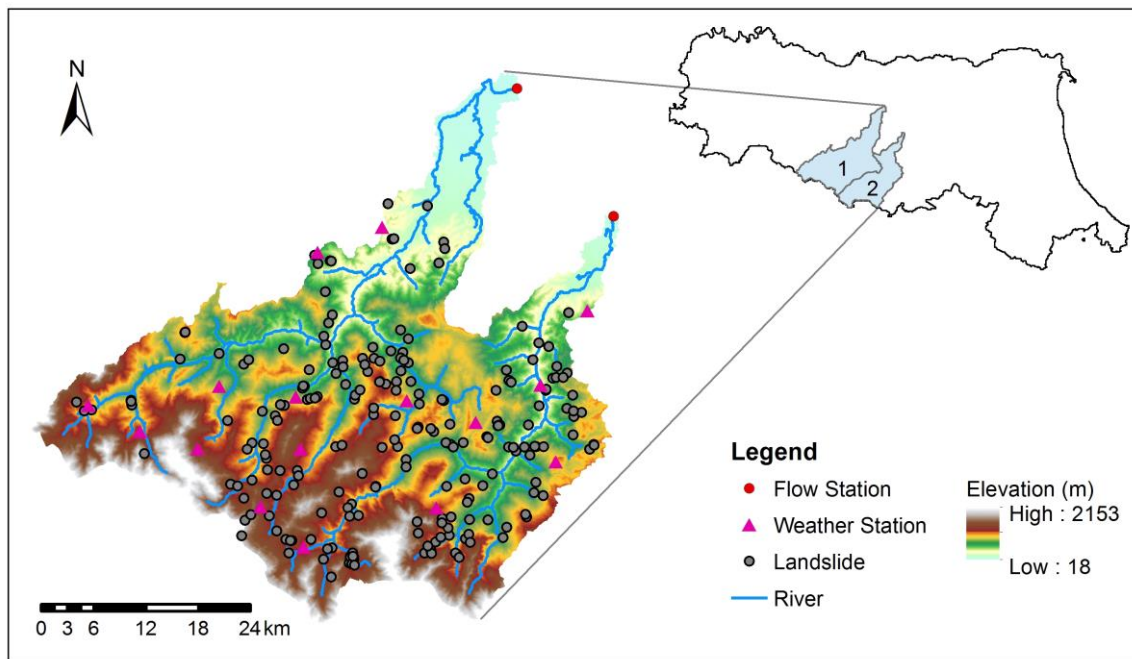 N
1
2
Legend
Flow Station
Weather Station
Landslide
River
Elevation (m)
High : 2153
Low : 18
0 3 6 12 18 24 km